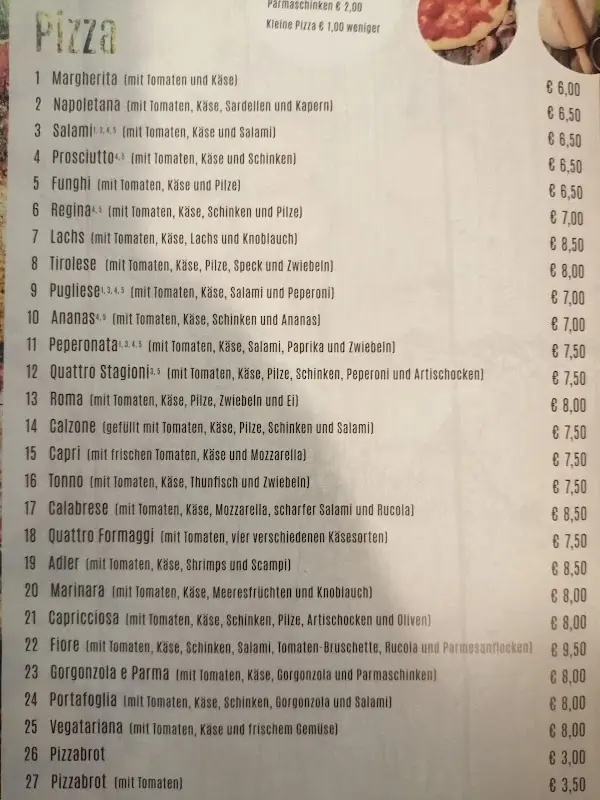 Parmaschinken € 2,00
Kleine Pizza € 1,00 weniger
Pizza
1 Margherita (mit Tomaten und Käse) € 6,00
2 Napoletana (mit Tomaten, Käse, Sardellen und Kapern) € 6,50
3 Salami1, 3, 4, 5 (mit Tomaten, Käse und Salami) € 6,50
4 Prosciutto4, 5 (mit Tomaten, Käse und Schinken) € 6,50
5 Funghi (mit Tomaten, Käse und Pilze) € 6,50
6 Regina4, 5 (mit Tomaten, Käse, Schinken und Pilze) € 7,00
7 Lachs (mit Tomaten, Käse, Lachs und Knoblauch) € 8,50
8 Tirolese (mit Tomaten, Käse, Pilze, Speck und Zwiebeln) € 8,00
9 Pugliese1, 3, 4, 5 (mit Tomaten, Käse, Salami und Peperoni) € 7,00
10 Ananas4, 5 (mit Tomaten, Käse, Schinken und Ananas) € 7,00
11 Peperonata1, 3, 4, 5 (mit Tomaten, Käse, Salami, Paprika und Zwiebeln) € 7,50
12 Quattro Stagioni3, 5 (mit Tomaten, Käse, Pilze, Schinken, Peperoni und Artischocken) € 7,50
13 Roma (mit Tomaten, Käse, Pilze, Zwiebeln und Ei) € 8,00
14 Calzone (gefüllt mit Tomaten, Käse, Pilze, Schinken und Salami) € 7,50
15 Capri (mit frischen Tomaten, Käse und Mozzarella) € 7,50
16 Tonno (mit Tomaten, Käse, Thunfisch und Zwiebeln) € 7,50
17 Calabrese (mit Tomaten, Käse, Mozzarella, scharfer Salami und Rucola) € 8,50
18 Quattro Formaggi (mit Tomaten, vier verschiedenen Käsesorten) € 7,50
19 Adler (mit Tomaten, Käse, Shrimps und Scampi) € 8,50
20 Marinara (mit Tomaten, Käse, Meeresfrüchten und Knoblauch) € 8,00
21 Capricciosa (mit Tomaten, Käse, Schinken, Pilze, Artischocken und Oliven) € 8,00
22 Fiore (mit Tomaten, Käse, Schinken, Salami, Tomaten-Bruschette, Rucola und Parmesanflocken) € 9,50
23 Gorgonzola e Parma (mit Tomaten, Käse, Gorgonzola und Parmaschinken) € 8,00
24 Portafoglia (mit Tomaten, Käse, Schinken, Gorgonzola und Salami) € 8,00
25 Vegatariana (mit Tomaten, Käse und frischem Gemüse) € 8,00
26 Pizzabrot € 3,00
27 Pizzabrot (mit Tomaten) € 3,50